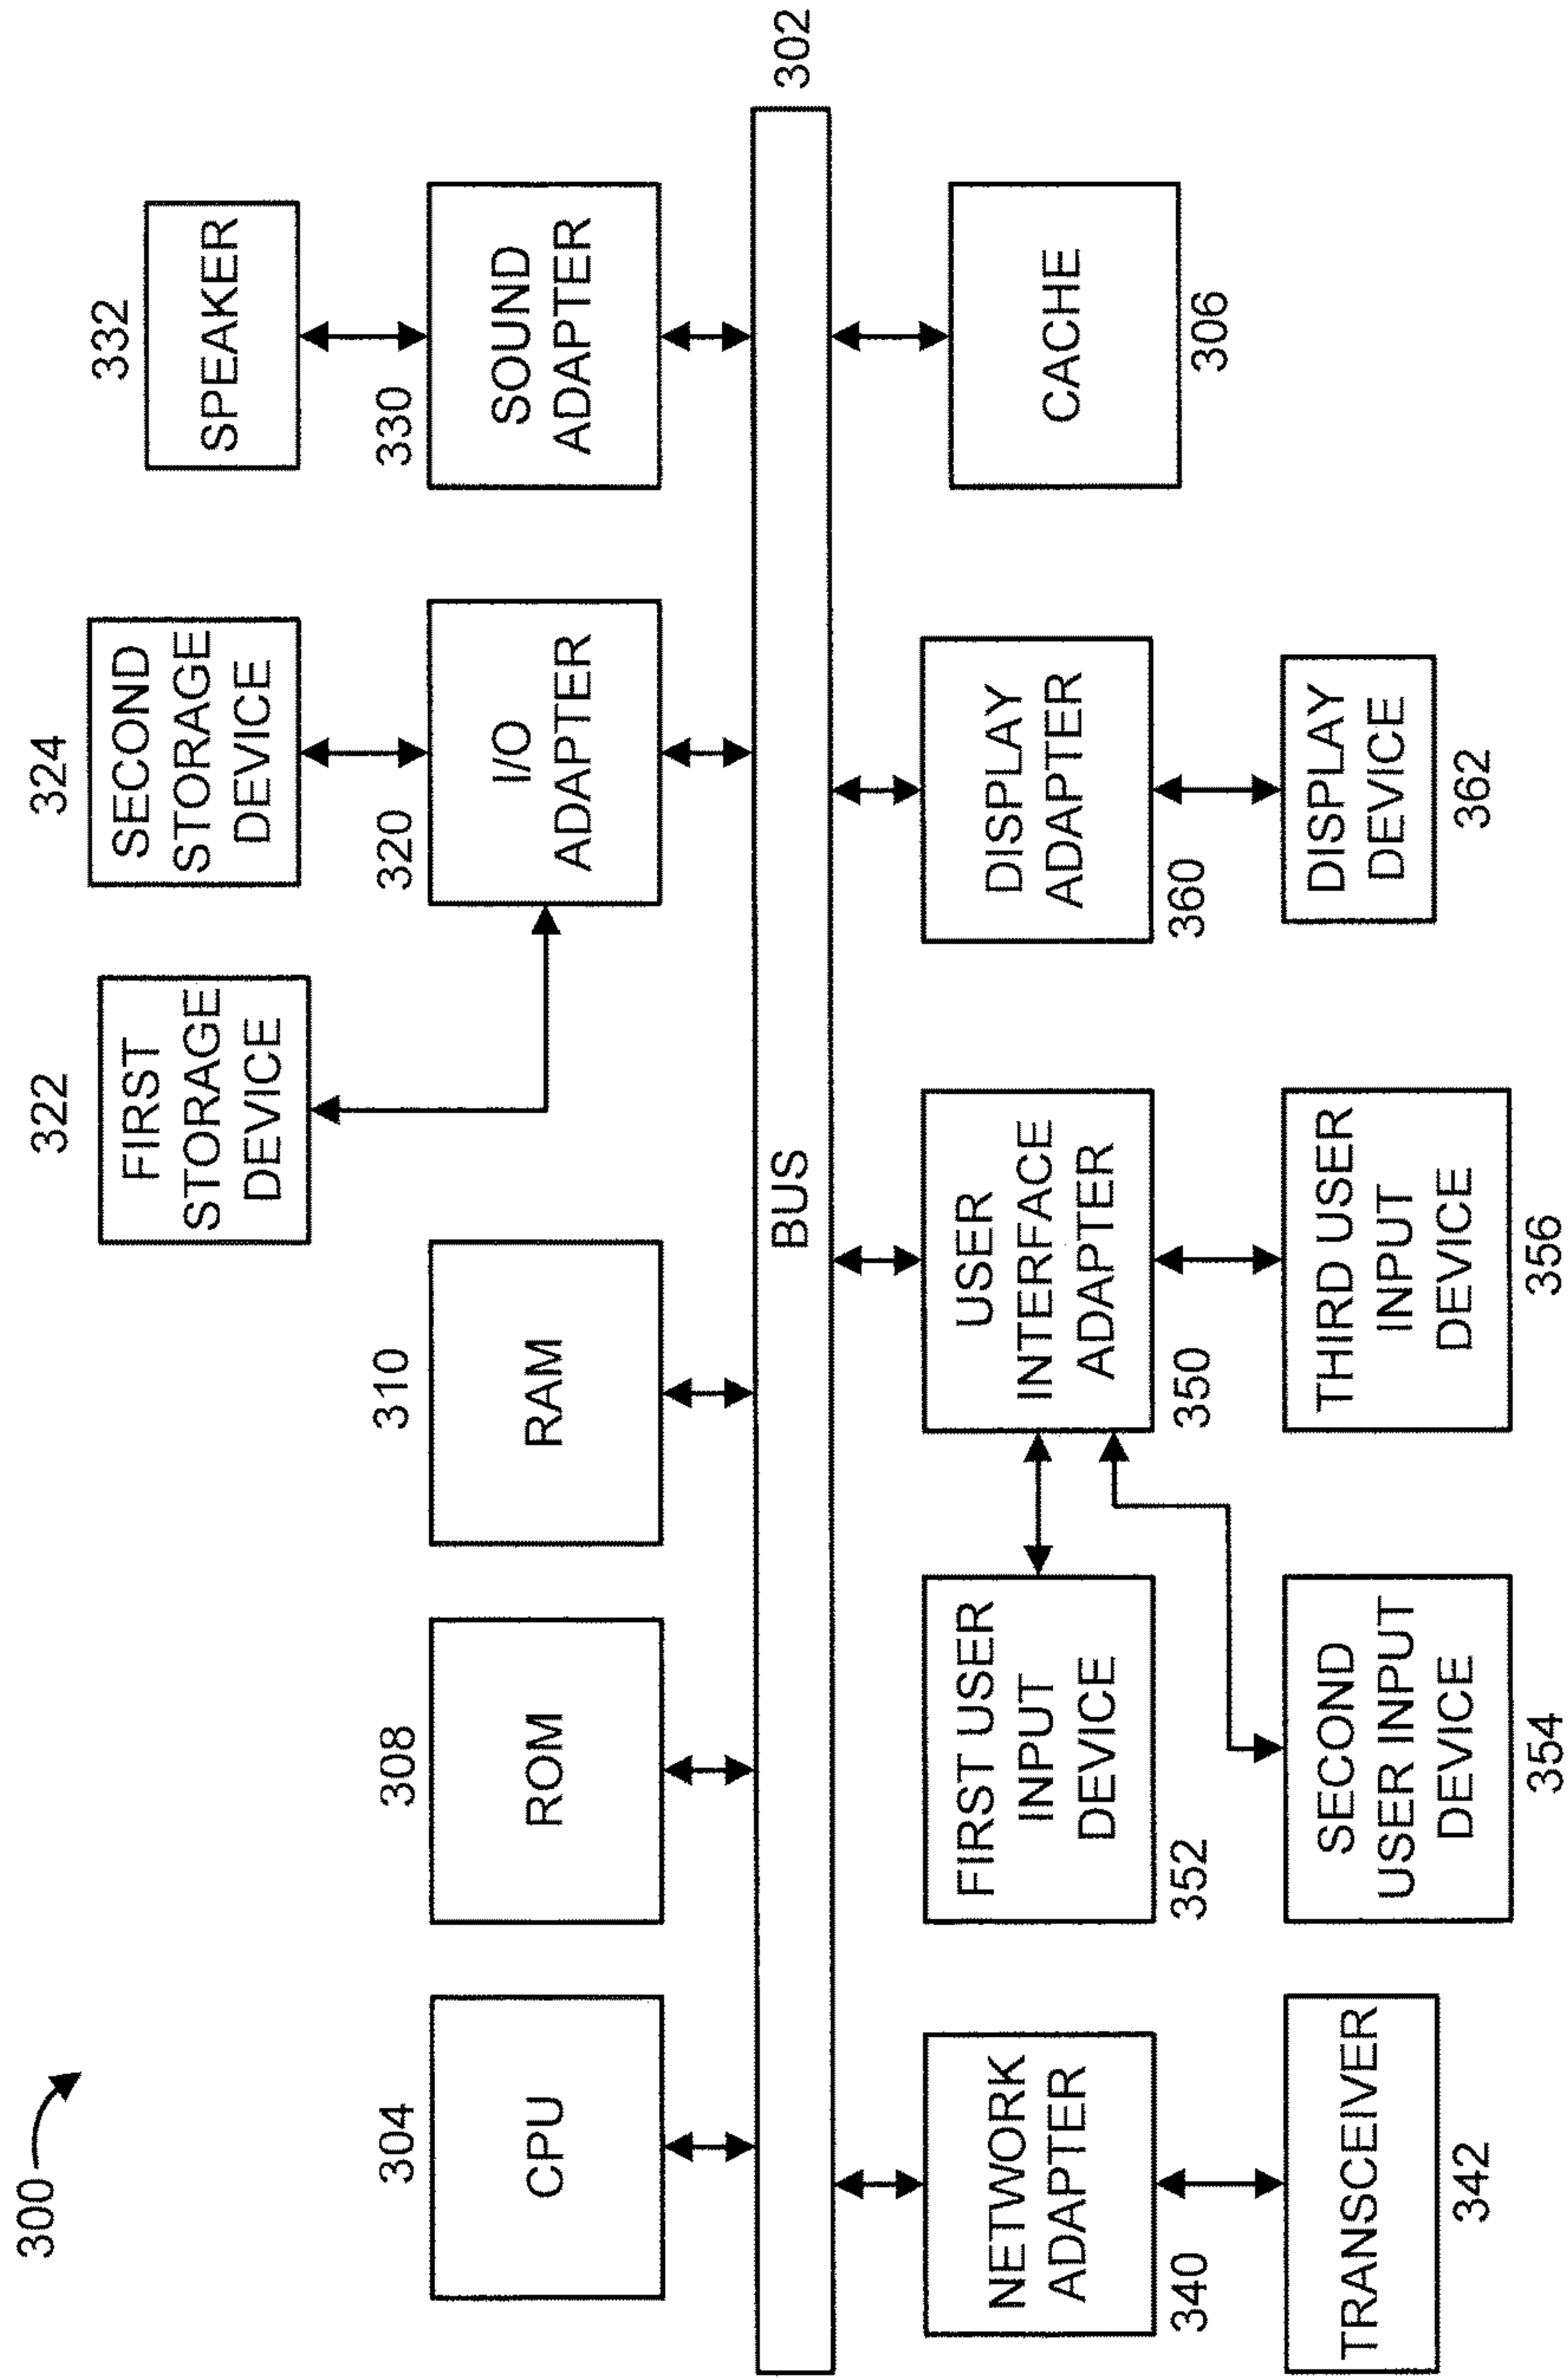 300
304
CPU
308
ROM
310
RAM
322
FIRST
STORAGE
DEVICE
324
SECOND
STORAGE
DEVICE
320
I/O
ADAPTER
332
SPEAKER
330
SOUND
ADAPTER
BUS
302
NETWORK
ADAPTER
340
TRANSCEIVER
342
FIRST USER
INPUT
DEVICE
352
SECOND
USER INPUT
DEVICE
354
USER
INTERFACE
ADAPTER
350
THIRD USER
INPUT
DEVICE
356
DISPLAY
ADAPTER
360
DISPLAY
DEVICE
362
CACHE
306